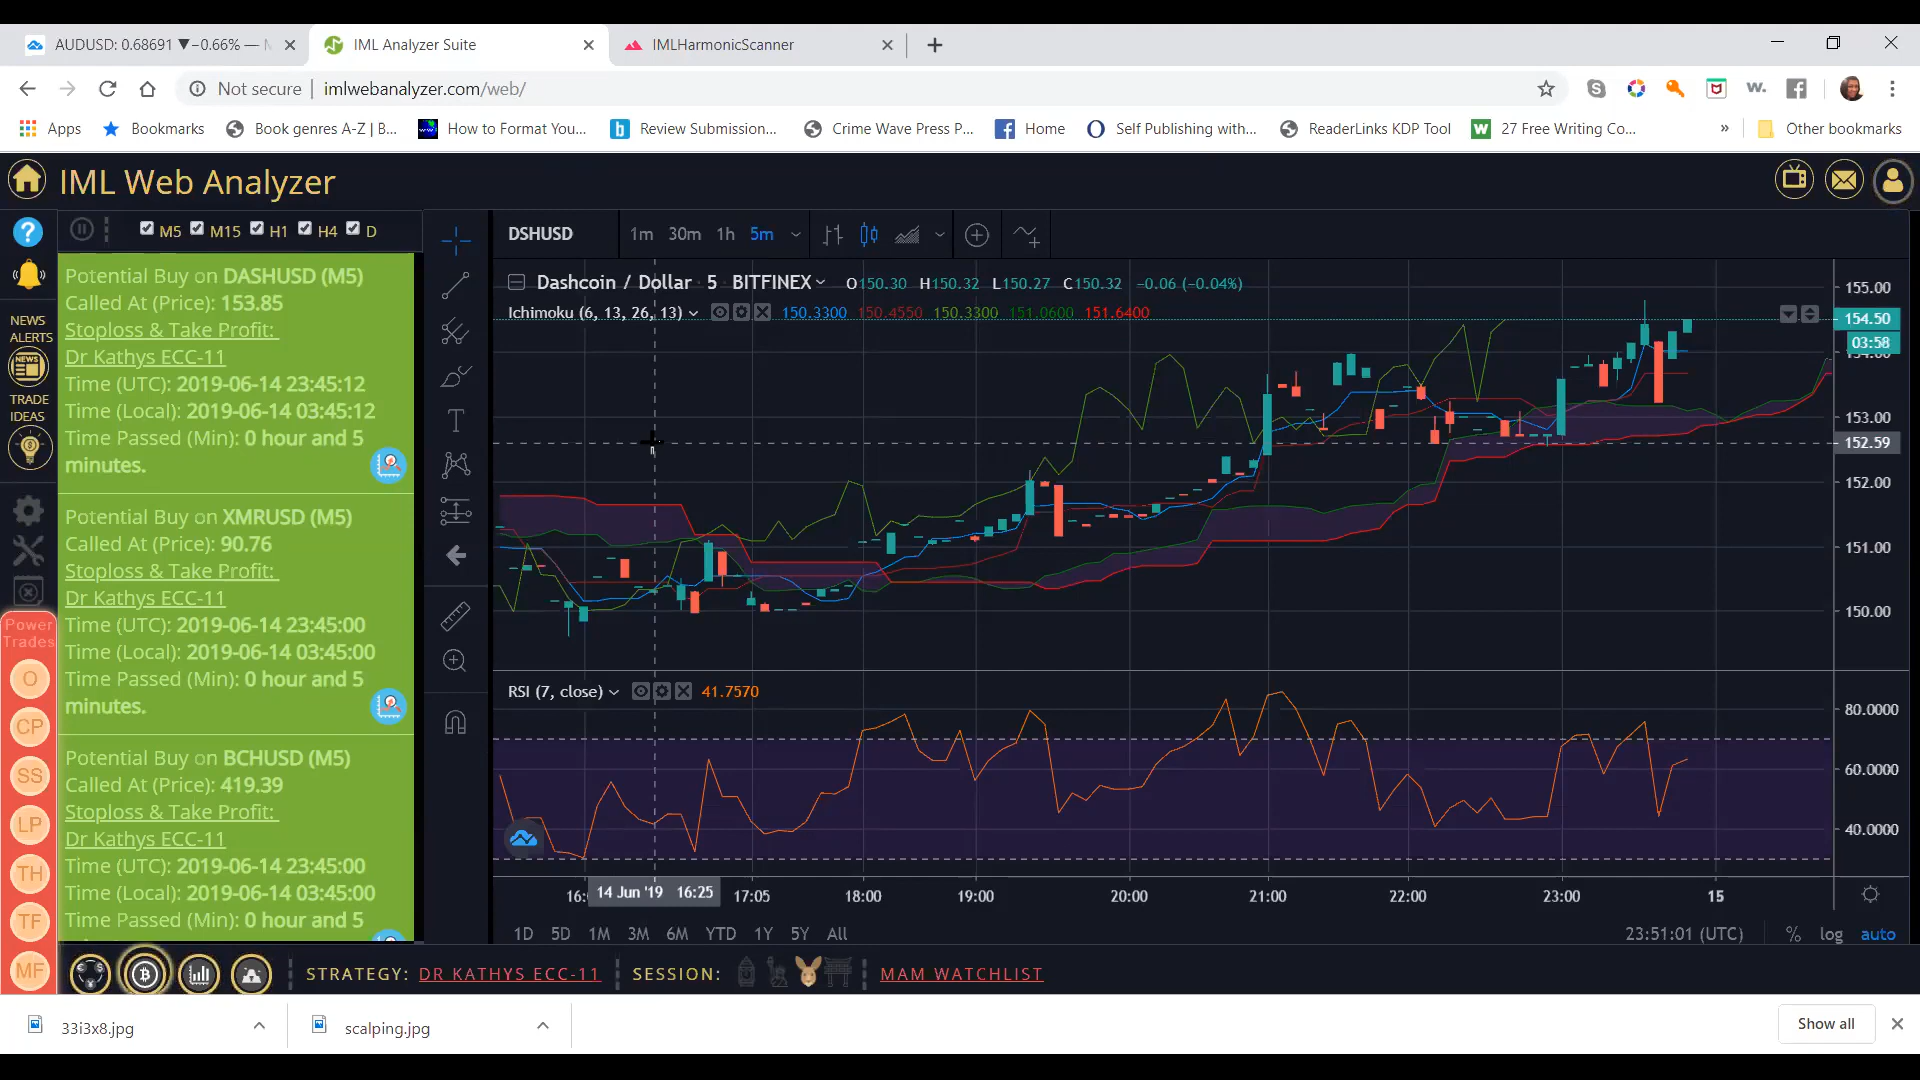 AUDUSD: 0.68691 ▼−0.66% —
IML Analyzer Suite
IMLHarmonicScanner
Not secure | imlwebanalyzer.com/web/
Apps
Bookmarks
Book genres A-Z | B...
How to Format You...
Review Submission...
Crime Wave Press P...
Home
Self Publishing with...
ReaderLinks KDP Tool
27 Free Writing Co...
» Other bookmarks
IML Web Analyzer
M5 M15 H1 H4 D
NEWS
ALERTS
NEWS
TRADE
IDEAS
Power
Trades
O
CP
SS
LP
TH
TF
MF
Potential Buy on DASHUSD (M5)
Called At (Price): 153.85
Stoploss & Take Profit:
Dr Kathys ECC-11
Time (UTC): 2019-06-14 23:45:12
Time (Local): 2019-06-14 03:45:12
Time Passed (Min): 0 hour and 5
minutes.
Potential Buy on XMRUSD (M5)
Called At (Price): 90.76
Stoploss & Take Profit:
Dr Kathys ECC-11
Time (UTC): 2019-06-14 23:45:00
Time (Local): 2019-06-14 03:45:00
Time Passed (Min): 0 hour and 5
minutes.
Potential Buy on BCHUSD (M5)
Called At (Price): 419.39
Stoploss & Take Profit:
Dr Kathys ECC-11
Time (UTC): 2019-06-14 23:45:00
Time (Local): 2019-06-14 03:45:00
Time Passed (Min): 0 hour and 5
DSHUSD 1m 30m 1h 5m
Dashcoin / Dollar 5 BITFINEX O150.30 H150.32 L150.27 C150.32 −0.06 (−0.04%)
Ichimoku (6, 13, 26, 13) 150.3300 150.4550 150.3300 151.0600 151.6400
155.00
154.50
03:58
154.00
153.00
152.59
152.00
151.00
150.00
RSI (7, close) 41.7570
80.0000
60.0000
40.0000
16: 14 Jun '19 16:25 17:05 18:00 19:00 20:00 21:00 22:00 23:00 15
1D 5D 1M 3M 6M YTD 1Y 5Y All 23:51:01 (UTC) % log auto
STRATEGY: DR KATHYS ECC-11 SESSION: MAM WATCHLIST
33i3x8.jpg
scalping.jpg
Show all